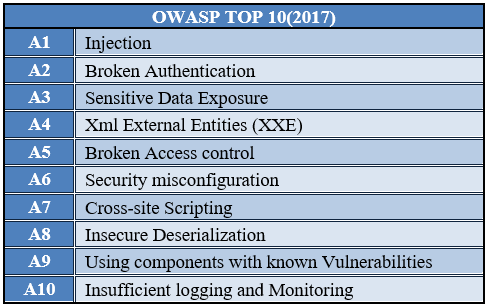 OWASP TOP 10(2017)
A1 Injection
A2 Broken Authentication
A3 Sensitive Data Exposure
A4 Xml External Entities (XXE)
A5 Broken Access control
A6 Security misconfiguration
A7 Cross-site Scripting
A8 Insecure Deserialization
A9 Using components with known Vulnerabilities
A10 Insufficient logging and Monitoring